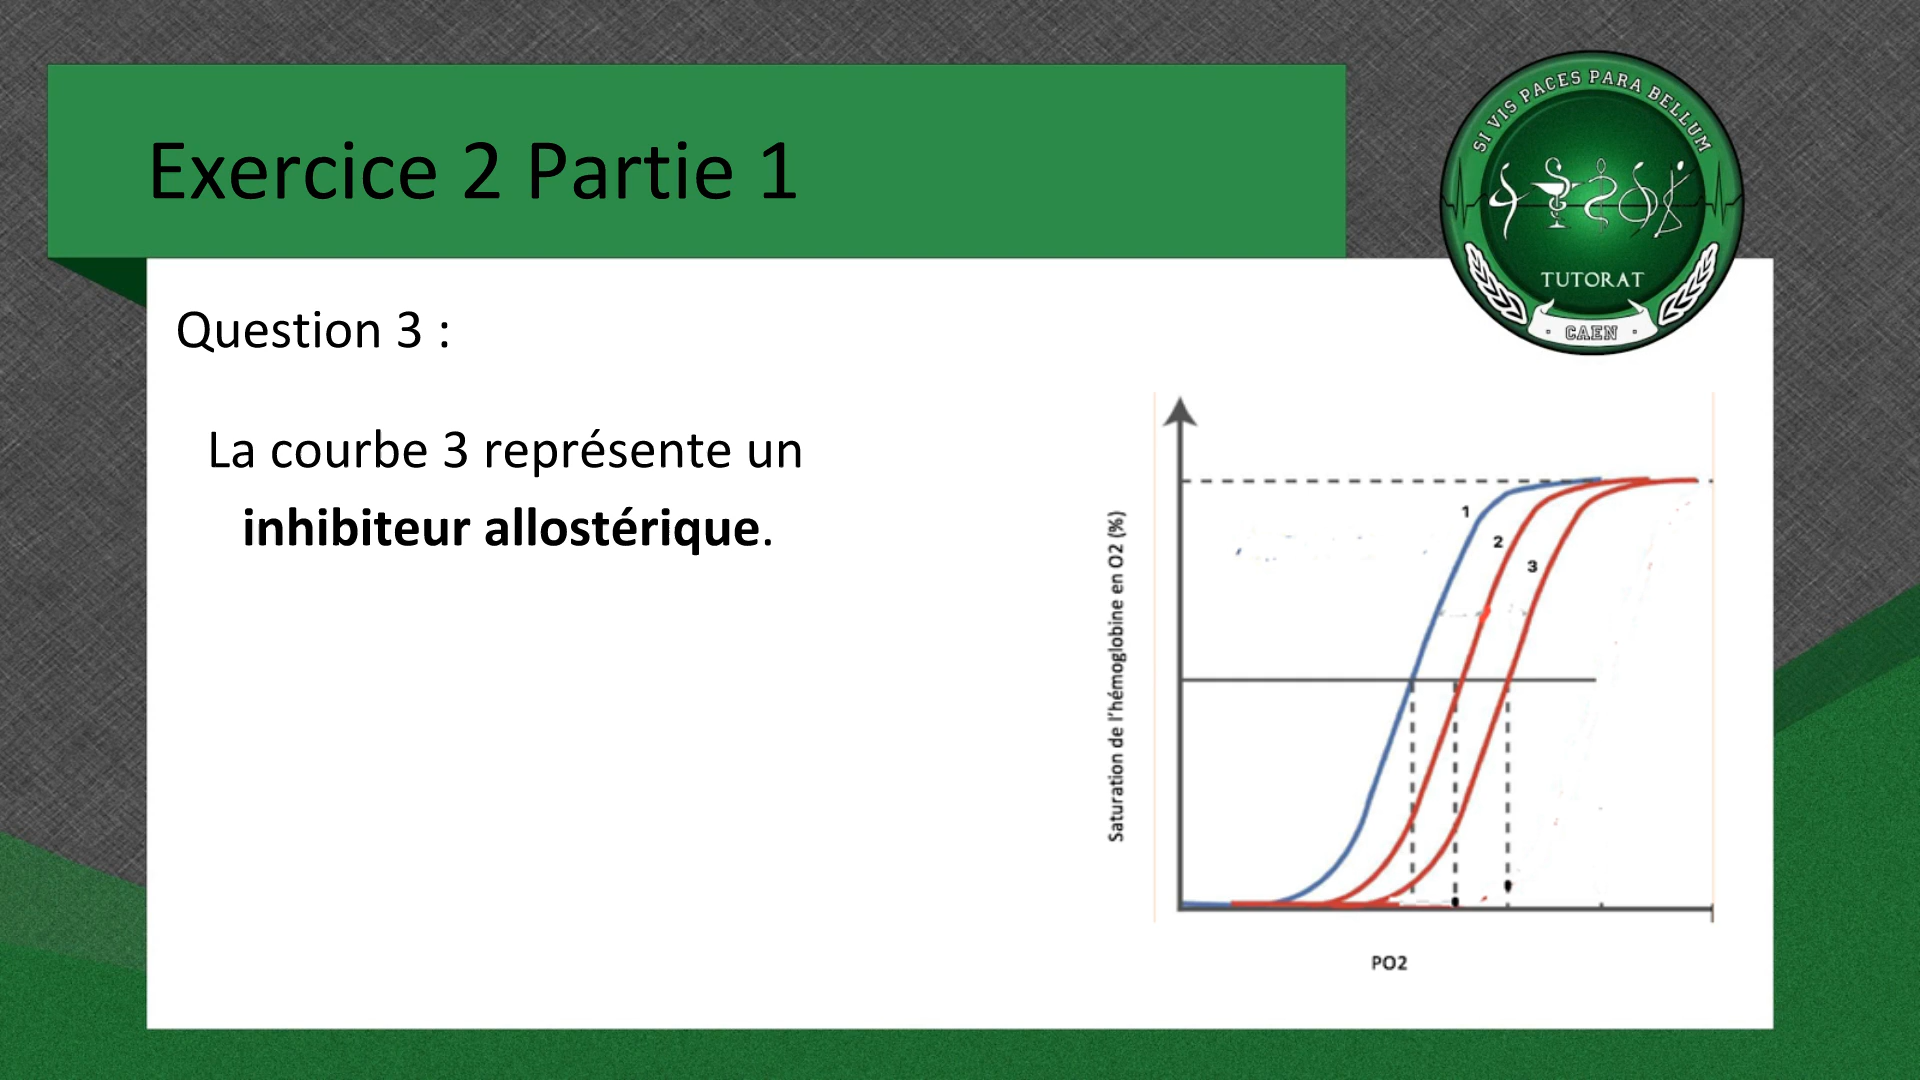 Exercice 2 Partie 1
SI VIS PACES PARA BELLUM
TUTORAT
· CAEN ·
Question 3 :
La courbe 3 représente un
inhibiteur allostérique.
Saturation de l'hémoglobine en O2 (%)
1
2
3
PO2